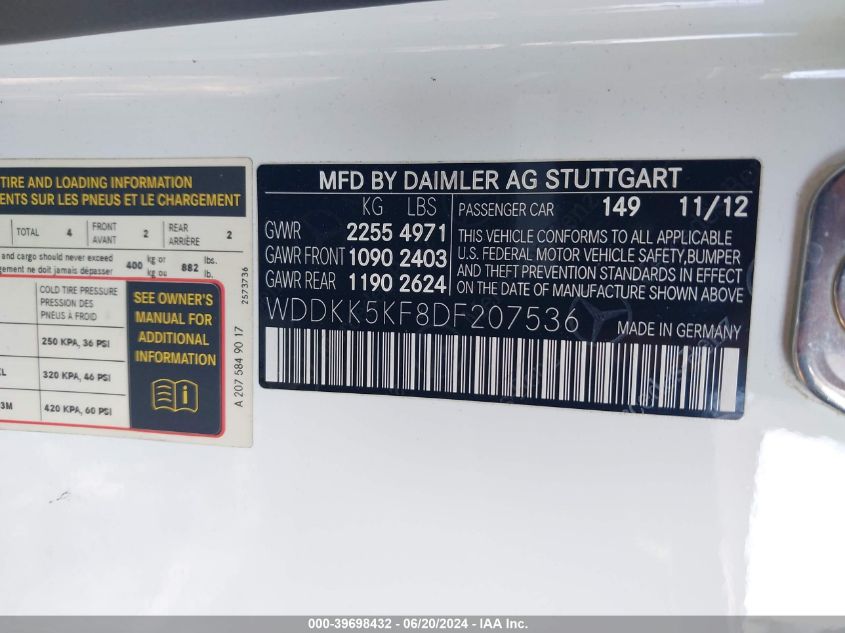 TIRE AND LOADING INFORMATION
ENTS SUR LES PNEUS ET LE CHARGEMENT
TOTAL 4 FRONT AVANT 2 REAR ARRIÈRE 2
and cargo should never exceed 400 kg or 882 lbs.
ne doit jamais dépasser kg ou lb.
COLD TIRE PRESSURE
PRESSION DES
PNEUS À FROID
250 KPA, 36 PSI
320 KPA, 46 PSI
420 KPA, 60 PSI
SEE OWNER'S
MANUAL FOR
ADDITIONAL
INFORMATION
2573736
A 207 584 90 17
MFD BY DAIMLER AG STUTTGART
KG LBS
GVWR 2255 4971
GAWR FRONT 1090 2403
GAWR REAR 1190 2624
PASSENGER CAR 149 11/12
THIS VEHICLE CONFORMS TO ALL APPLICABLE
U.S. FEDERAL MOTOR VEHICLE SAFETY, BUMPER
AND THEFT PREVENTION STANDARDS IN EFFECT
ON THE DATE OF MANUFACTURE SHOWN ABOVE
WDDKK5KF8DF207536
MADE IN GERMANY
000-39698432 - 06/20/2024 - IAA Inc.